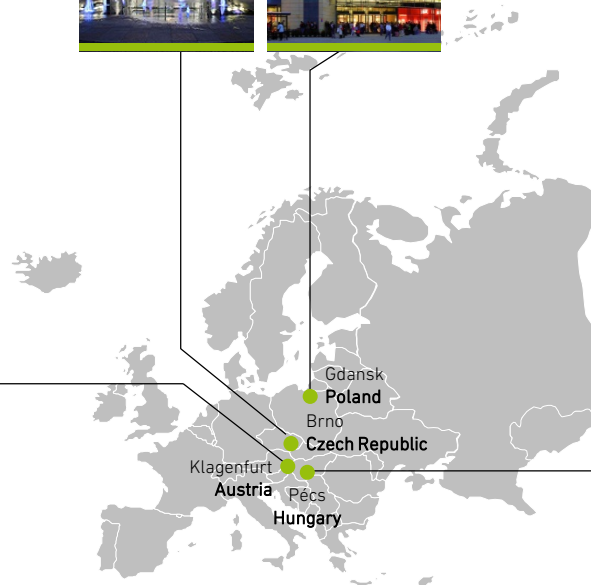 Gdansk
Poland
Brno
Czech Republic
Klagenfurt
Austria
Pécs
Hungary